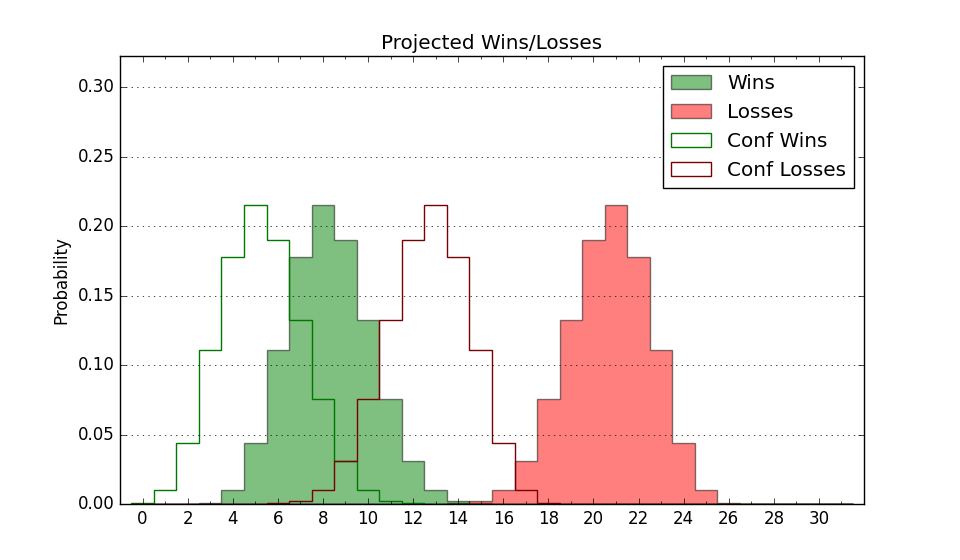 Projected Wins/Losses
Wins
Losses
Conf Wins
Conf Losses
Probability
0.30
0.25
0.20
0.15
0.10
0.05
0.00
0 2 4 6 8 10 12 14 16 18 20 22 24 26 28 30